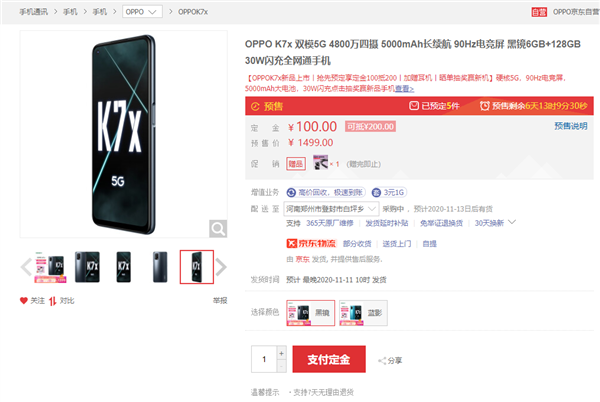 手机通讯 > 手机 > 手机 > OPPO > OPPOK7x
自营 OPPO京东自营
OPPO K7x 双模5G 4800万四摄 5000mAh长续航 90Hz电竞屏 黑镜6GB+128GB
30W闪充全网通手机
【OPPOK7x新品上市｜抢先预定享定金100抵200｜加赠耳机｜晒单抽奖赢新机】硬核5G、90Hz电竞屏、
5000mAh大电池、30W闪充点击抽奖赢新品手机查看>
预售 已预定5件 预售剩余6天13时9分30秒
定金 ¥100.00 可抵¥200.00 预售说明
预售价 ¥1499.00
促销 赠品 × 1 （赠完即止）
增值业务 高价回收，极速到账 3元1G
配送至 河南郑州市登封市白坪乡 采购中 ，预计2020-11-13日后有货
支持 365天原厂维修 发货延时补贴 免举证退换货 30天换新
京东物流 部分收货 送货上门 自提
由 京东 发货, 并提供售后服务.
发货时间 预计 最晚2020-11-11 10时 发货
选择颜色 黑镜 蓝影
1 + - 支付定金 分享
温馨提示 ·支持7天无理由退货
K7x
5G
关注 对比 举报